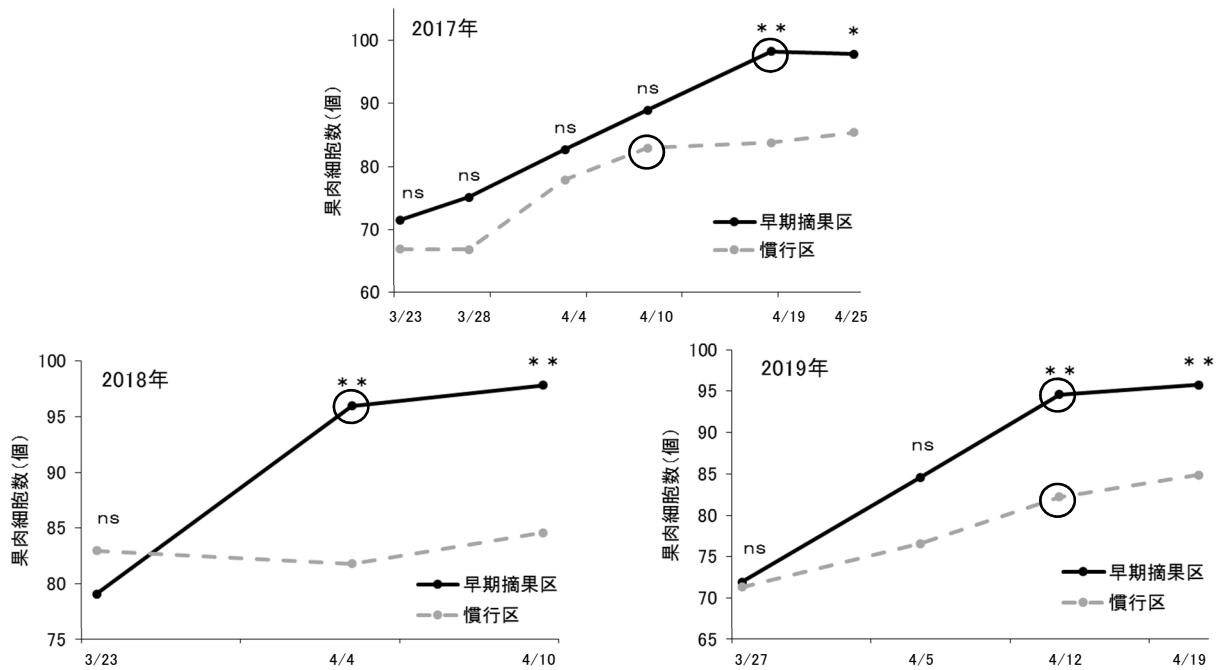 2017年
果肉細胞数(個)
100
90
80
70
60
ns
ns
ns
ns
**
*
早期摘果区
慣行区
3/23
3/28
4/4
4/10
4/19
4/25
2018年
果肉細胞数(個)
100
95
90
85
80
75
ns
**
**
早期摘果区
慣行区
3/23
4/4
4/10
2019年
果肉細胞数(個)
100
95
90
85
80
75
70
65
ns
ns
**
**
早期摘果区
慣行区
3/27
4/5
4/12
4/19